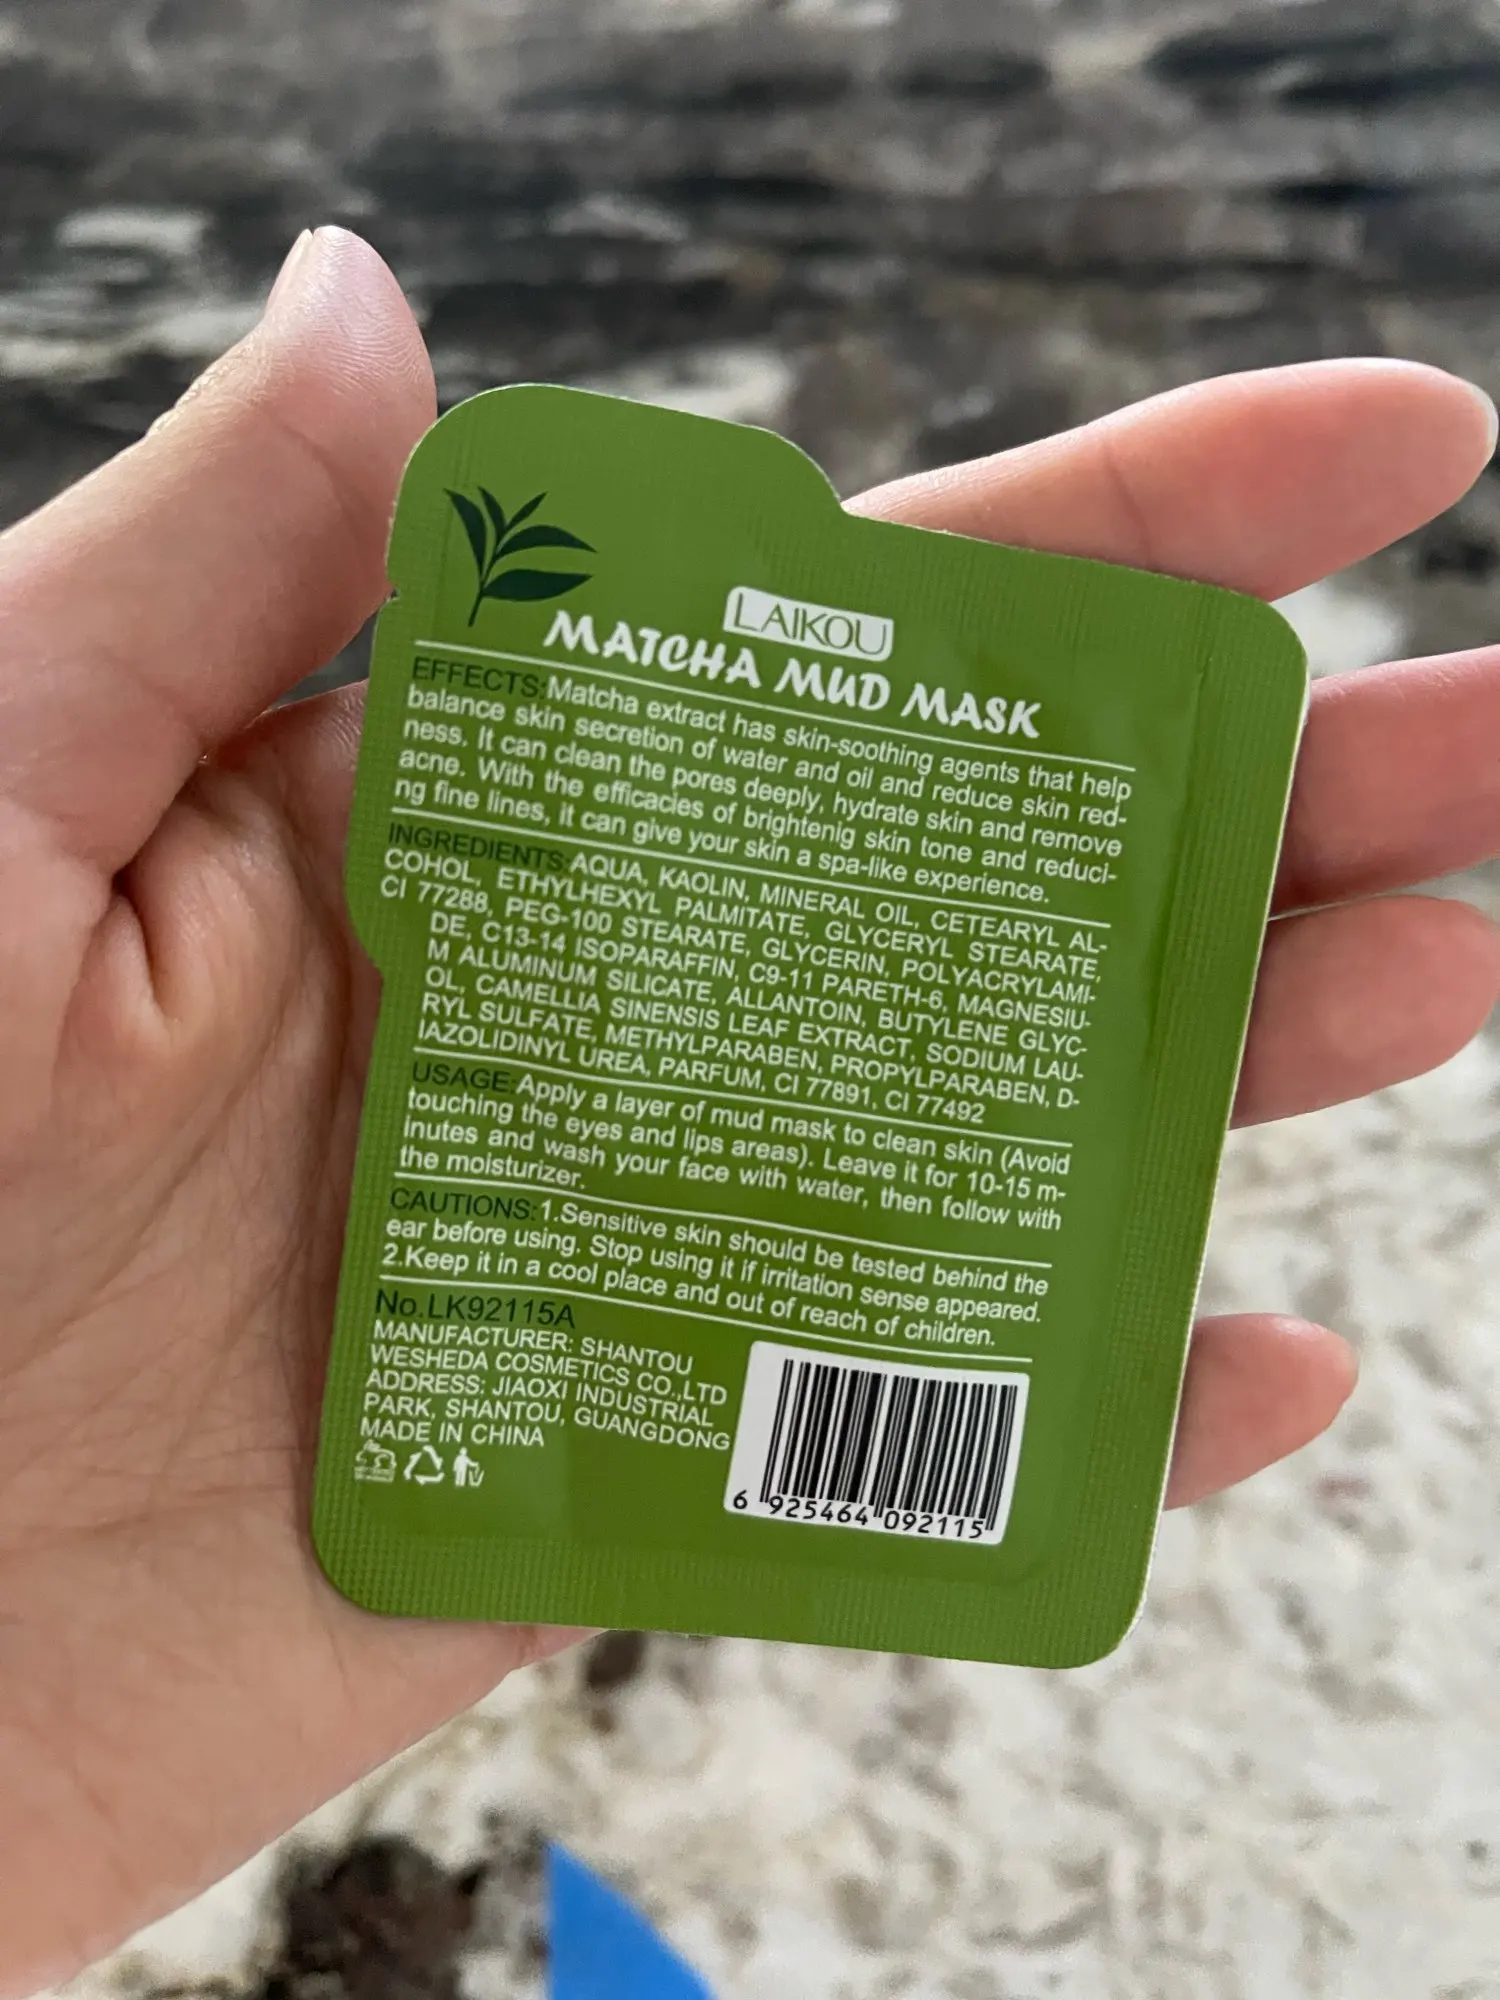 LAIKOU
MATCHA MUD MASK
EFFECTS:Matcha extract has skin-soothing agents that help
balance skin secretion of water and oil and reduce skin red-
ness. It can clean the pores deeply, hydrate skin and remove
acne. With the efficacies of brightenig skin tone and reduci-
ng fine lines, it can give your skin a spa-like experience.
INGREDIENTS:AQUA, KAOLIN, MINERAL OIL, CETEARYL AL-
COHOL, ETHYLHEXYL PALMITATE, GLYCERYL STEARATE,
CI 77288, PEG-100 STEARATE, GLYCERIN, POLYACRYLAMI-
DE, C13-14 ISOPARAFFIN, C9-11 PARETH-6, MAGNESIU-
M ALUMINUM SILICATE, ALLANTOIN, BUTYLENE GLYC-
OL, CAMELLIA SINENSIS LEAF EXTRACT, SODIUM LAU-
RYL SULFATE, METHYLPARABEN, PROPYLPARABEN, D-
IAZOLIDINYL UREA, PARFUM, CI 77891, CI 77492
USAGE:Apply a layer of mud mask to clean skin (Avoid
touching the eyes and lips areas). Leave it for 10-15 m-
inutes and wash your face with water, then follow with
the moisturizer.
CAUTIONS:1.Sensitive skin should be tested behind the
ear before using. Stop using it if irritation sense appeared.
2.Keep it in a cool place and out of reach of children.
No.LK92115A
MANUFACTURER: SHANTOU
WESHEDA COSMETICS CO.,LTD
ADDRESS: JIAOXI INDUSTRIAL
PARK, SHANTOU, GUANGDONG
MADE IN CHINA
6 925464 092115